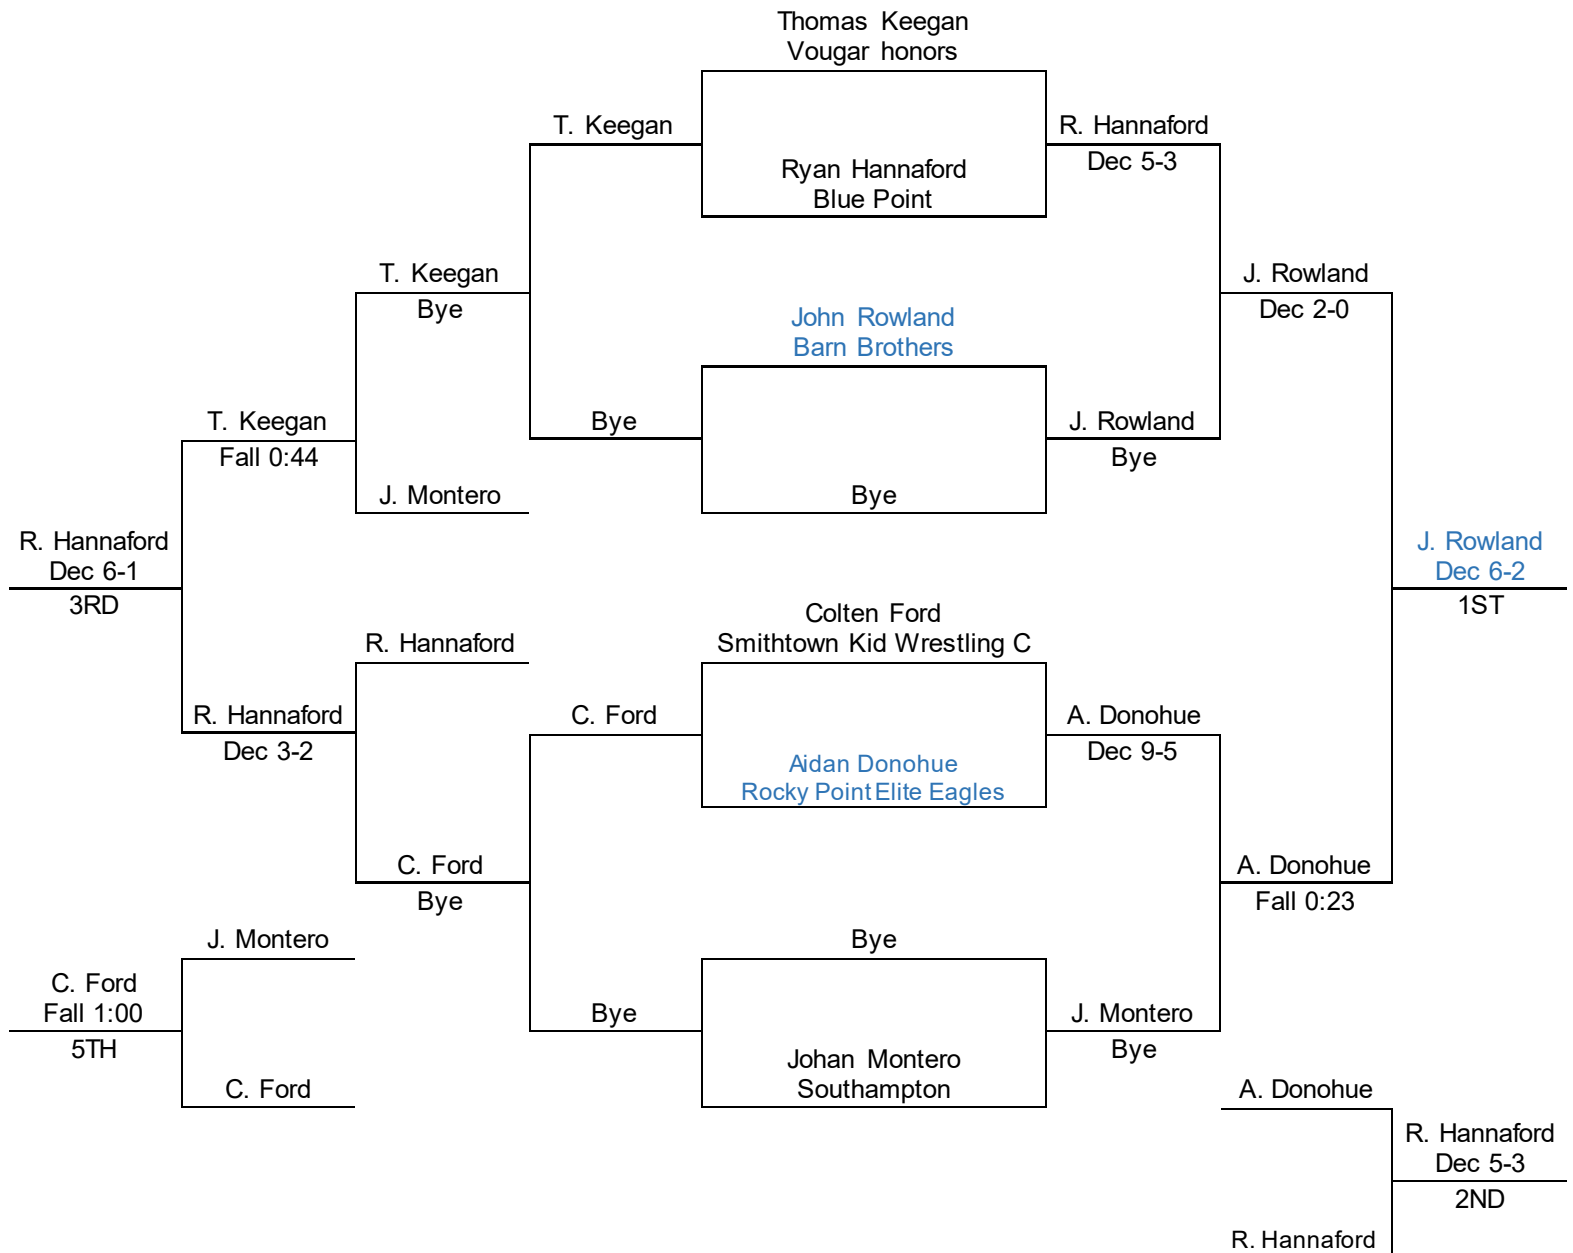 Thomas Keegan
Vougar honors
T. Keegan
R. Hannaford
Dec 5-3
Ryan Hannaford
Blue Point
T. Keegan
Bye
J. Rowland
Dec 2-0
John Rowland
Barn Brothers
T. Keegan
Fall 0:44
Bye
J. Rowland
Bye
J. Montero
Bye
R. Hannaford
Dec 6-1
3RD
J. Rowland
Dec 6-2
1ST
Colten Ford
Smithtown Kid Wrestling C
R. Hannaford
R. Hannaford
Dec 3-2
C. Ford
A. Donohue
Dec 9-5
Aidan Donohue
Rocky Point Elite Eagles
C. Ford
Bye
A. Donohue
Fall 0:23
J. Montero
Bye
C. Ford
Fall 1:00
5TH
Bye
J. Montero
Bye
Johan Montero
Southampton
C. Ford
A. Donohue
R. Hannaford
Dec 5-3
2ND
R. Hannaford